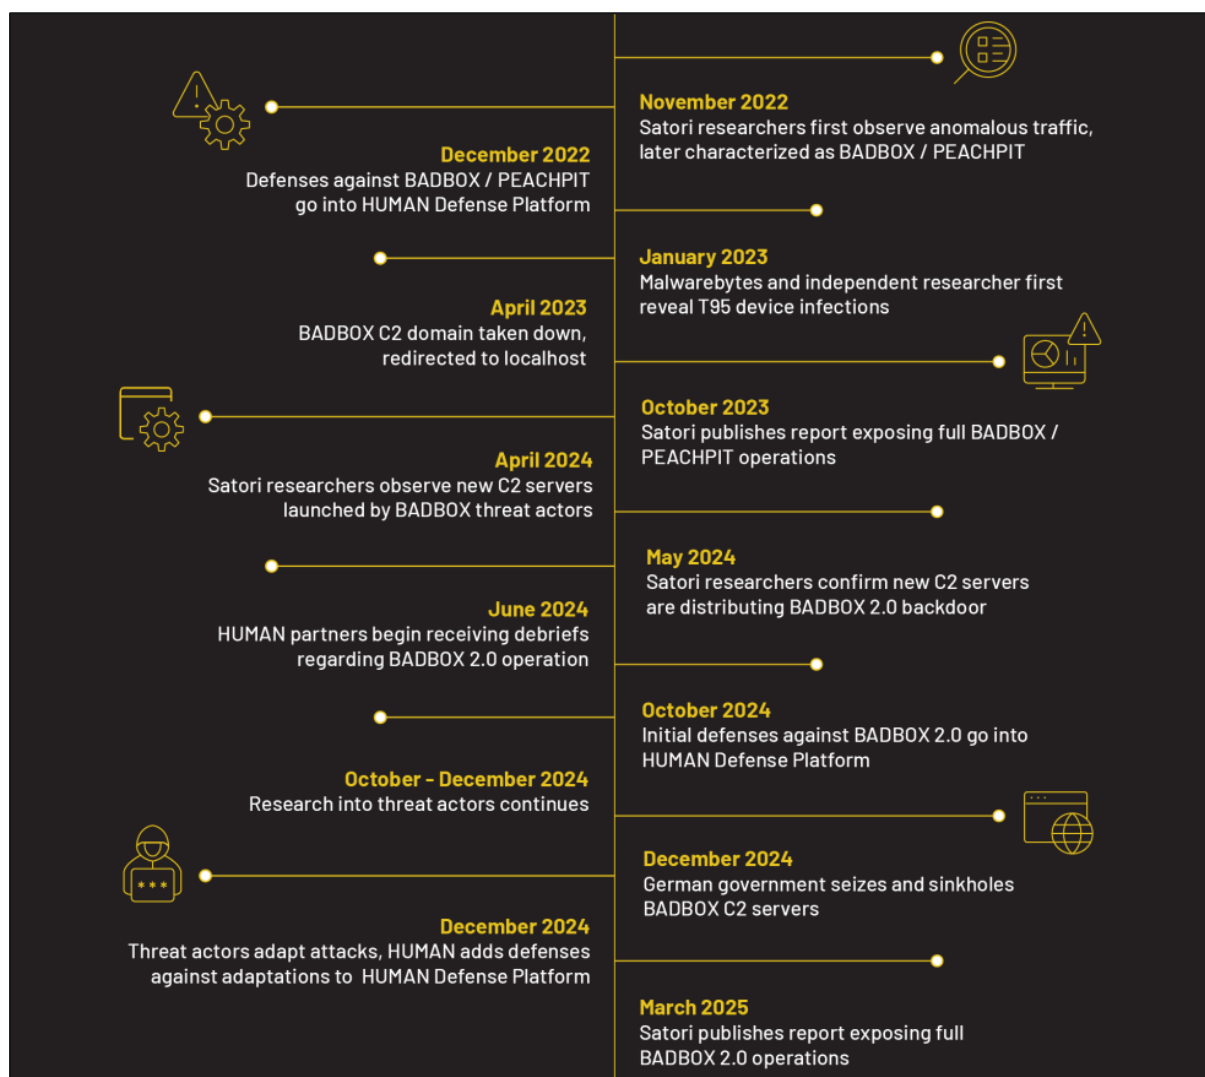 November 2022
Satori researchers first observe anomalous traffic,
later characterized as BADBOX / PEACHPIT
December 2022
Defenses against BADBOX / PEACHPIT
go into HUMAN Defense Platform
January 2023
Malwarebytes and independent researcher first
reveal T95 device infections
April 2023
BADBOX C2 domain taken down,
redirected to localhost
October 2023
Satori publishes report exposing full BADBOX /
PEACHPIT operations
April 2024
Satori researchers observe new C2 servers
launched by BADBOX threat actors
May 2024
Satori researchers confirm new C2 servers
are distributing BADBOX 2.0 backdoor
June 2024
HUMAN partners begin receiving debriefs
regarding BADBOX 2.0 operation
October 2024
Initial defenses against BADBOX 2.0 go into
HUMAN Defense Platform
October - December 2024
Research into threat actors continues
December 2024
German government seizes and sinkholes
BADBOX C2 servers
***
December 2024
Threat actors adapt attacks, HUMAN adds defenses
against adaptations to HUMAN Defense Platform
March 2025
Satori publishes report exposing full
BADBOX 2.0 operations